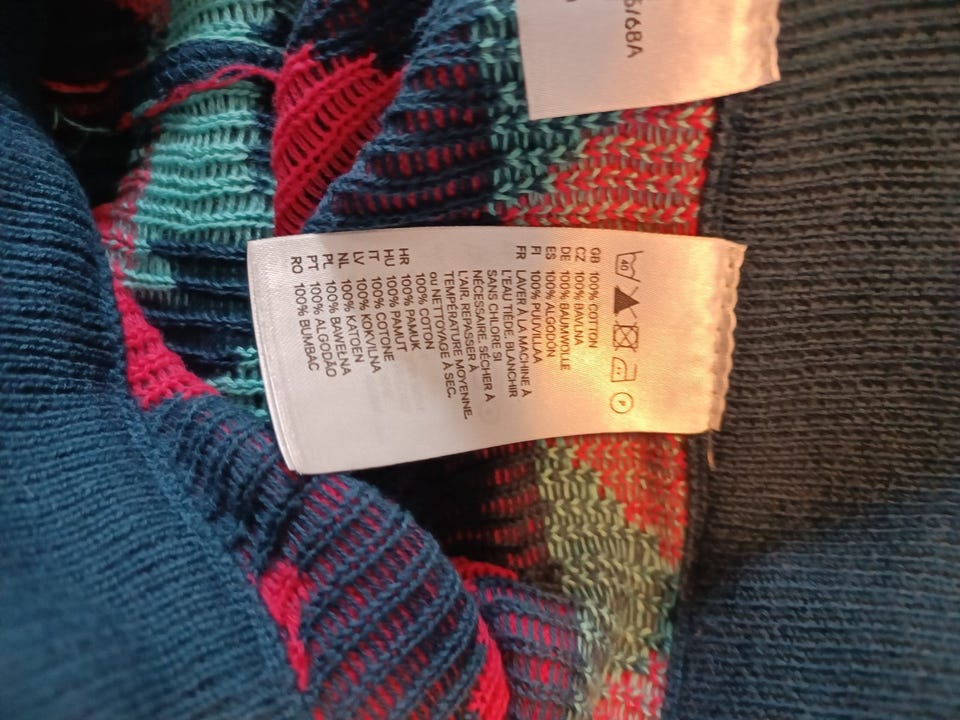 5/68A
40
P
GB 100% COTTON
CZ 100% BAVLNA
DE 100% BAUMWOLLE
ES 100% ALGODÓN
FI 100% PUUVILLAA
FR LAVER À LA MACHINE À
L'EAU TIÈDE, BLANCHIR
SANS CHLORE SI
NÉCESSAIRE, SÉCHER À
L'AIR, REPASSER À
TEMPÉRATURE MOYENNE,
OU NETTOYAGE À SEC.
100% COTON
HR 100% PAMUK
HU 100% PAMUT
IT 100% COTONE
LV 100% KOKVILNA
NL 100% KATOEN
PL 100% BAWEŁNA
PT 100% ALGODÃO
RO 100% BUMBAC